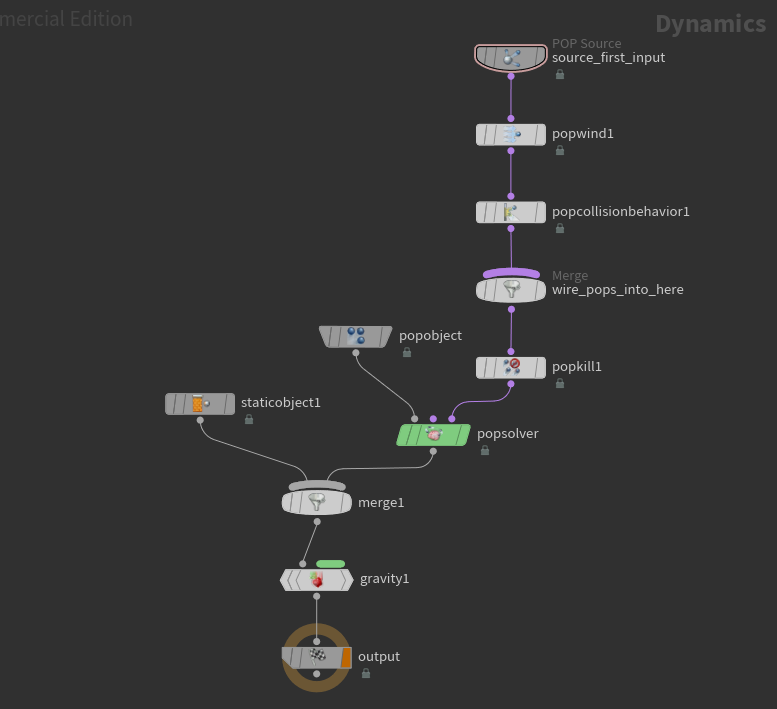 mercial Edition
Dynamics
POP Source
source_first_input
popwind1
popcollisionbehavior1
Merge
wire_pops_into_here
popobject
popkill1
staticobject1
popsolver
merge1
gravity1
output